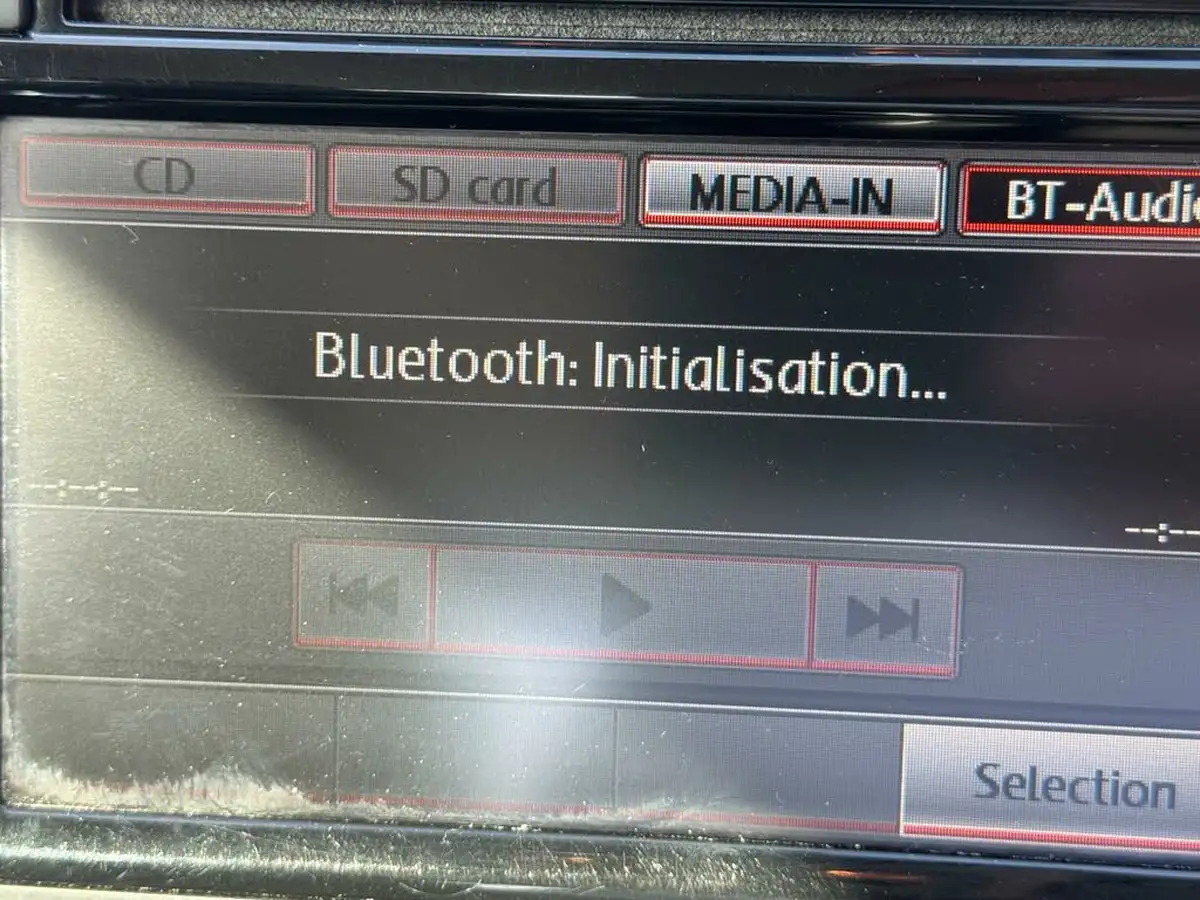 CD
SD card
MEDIA-IN
BT-Audi
Bluetooth: Initialisation...
--:--:--
--:--
Selection